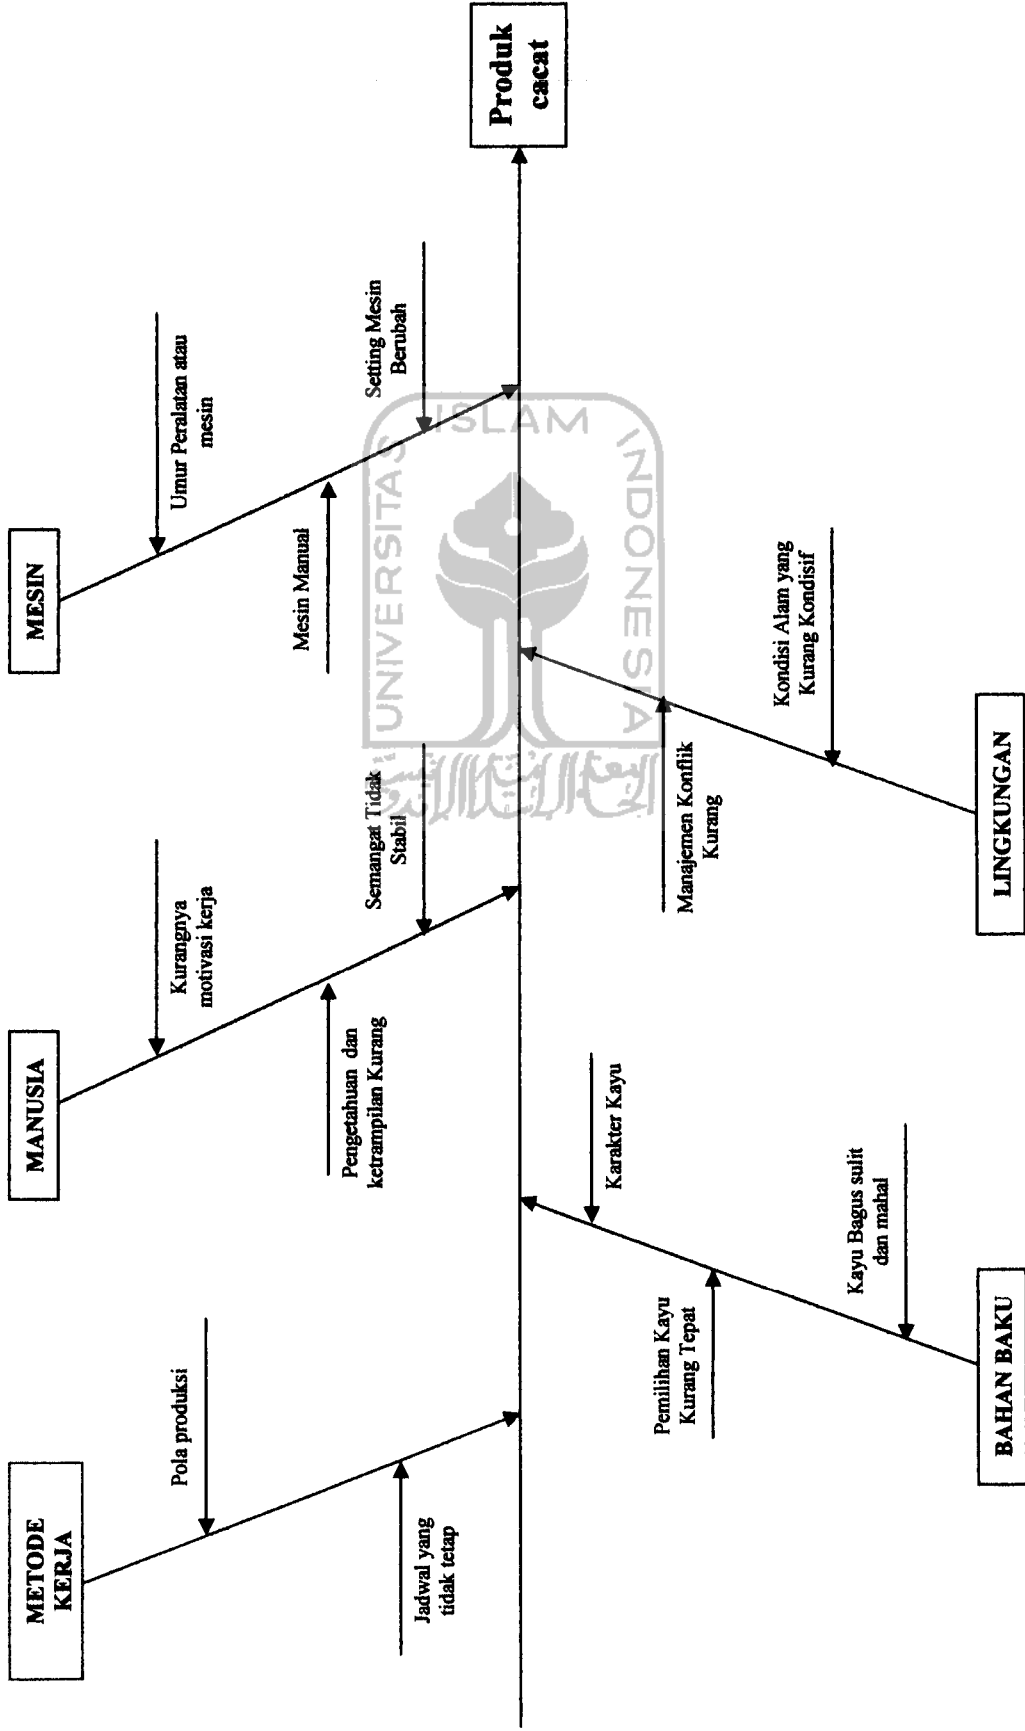 METODE
KERJA
MANUSIA
MESIN
Pola produksi
Jadwal yang
tidak tetap
Kurangnya
motivasi kerja
Pengetahuan dan
ketrampilan Kurang
Semangat Tidak
Stabil
Umur Peralatan atau
mesin
Mesin Manual
Setting Mesin
Berubah
Produk
cacat
UNIVERSITAS
ISLAM
INDONESIA
Pemilihan Kayu
Kurang Tepat
Karakter Kayu
Kayu Bagus sulit
dan mahal
Manajemen Konflik
Kurang
Kondisi Alam yang
Kurang Kondisif
BAHAN BAKU
LINGKUNGAN